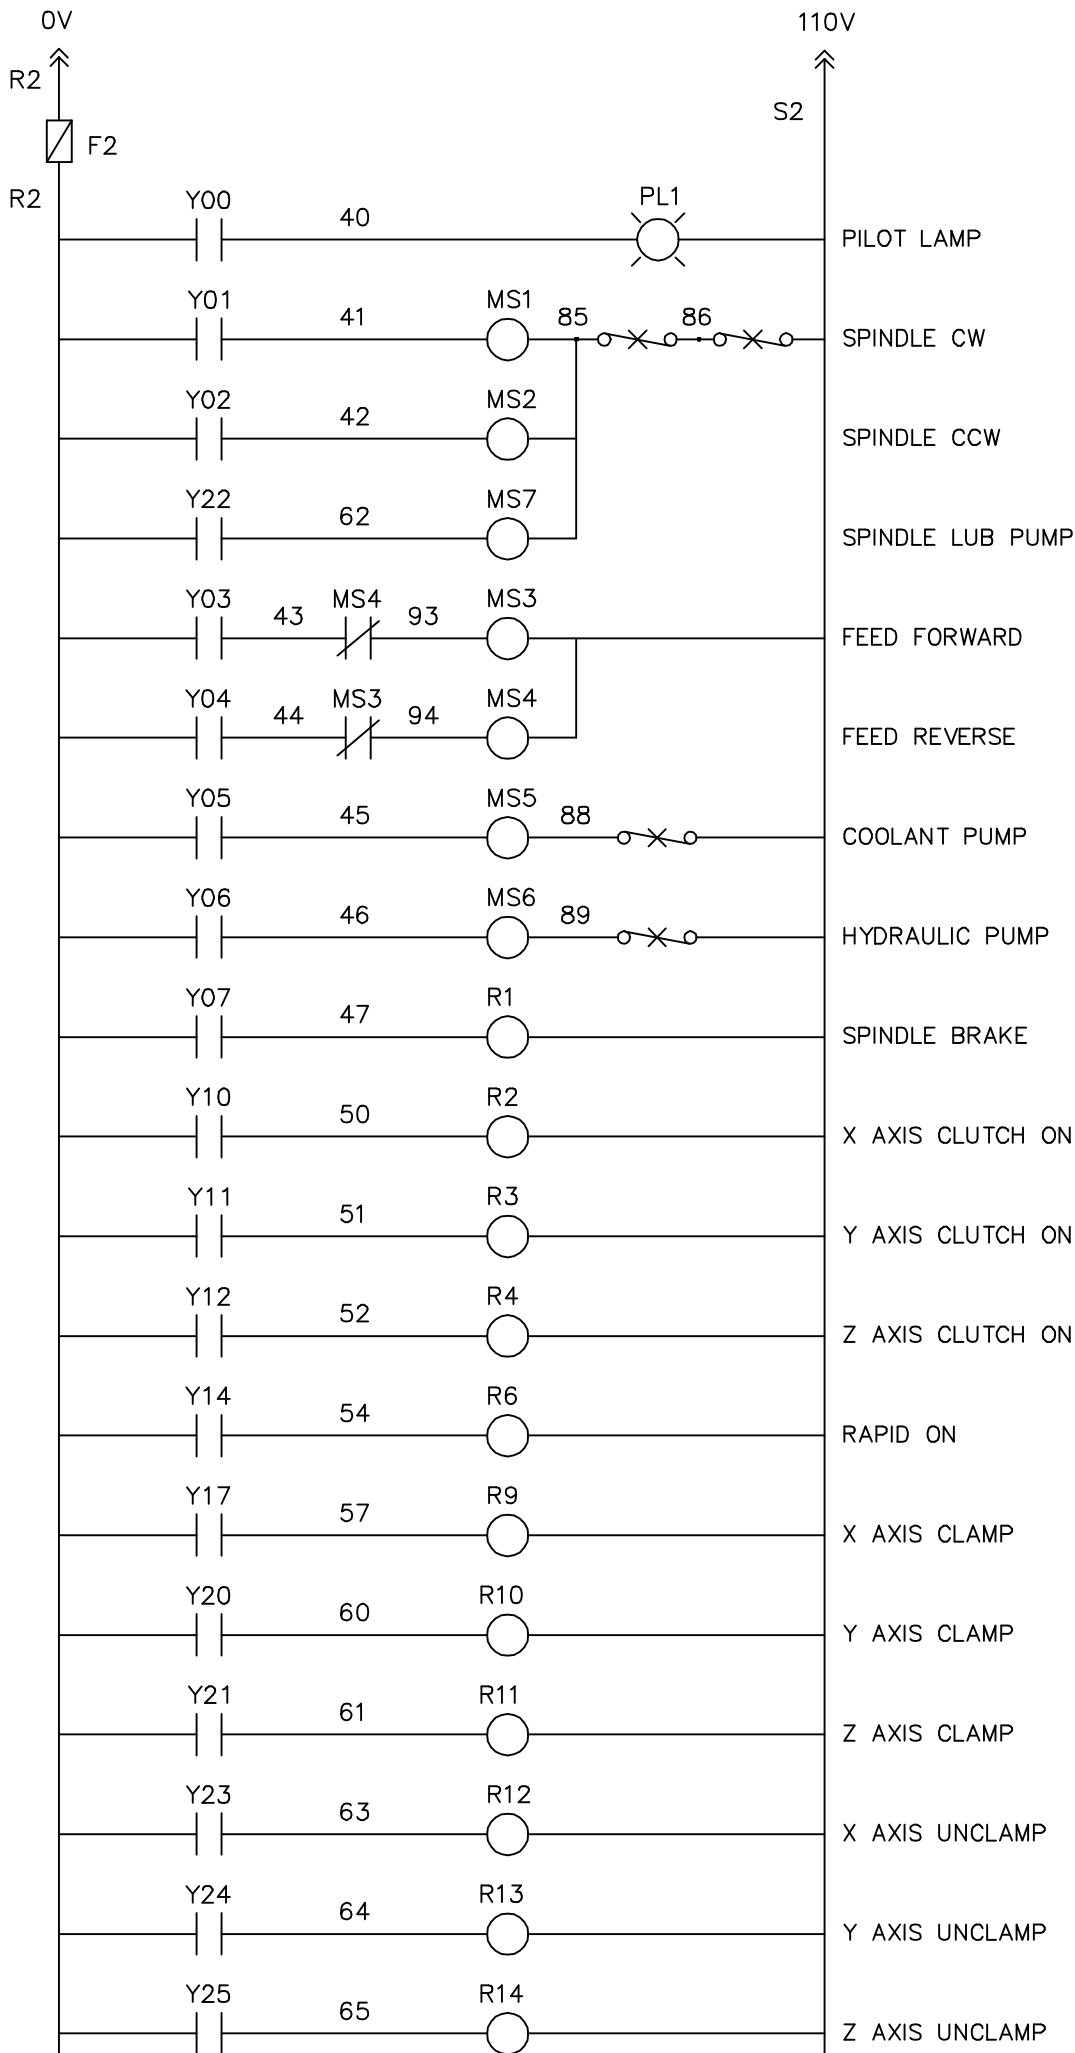 0V 110V
R2
S2
F2
R2
Y00 40 PL1 PILOT LAMP
Y01 41 MS1 85 86 SPINDLE CW
Y02 42 MS2 SPINDLE CCW
Y22 62 MS7 SPINDLE LUB PUMP
Y03 43 MS4 93 MS3 FEED FORWARD
Y04 44 MS3 94 MS4 FEED REVERSE
Y05 45 MS5 88 COOLANT PUMP
Y06 46 MS6 89 HYDRAULIC PUMP
Y07 47 R1 SPINDLE BRAKE
Y10 50 R2 X AXIS CLUTCH ON
Y11 51 R3 Y AXIS CLUTCH ON
Y12 52 R4 Z AXIS CLUTCH ON
Y14 54 R6 RAPID ON
Y17 57 R9 X AXIS CLAMP
Y20 60 R10 Y AXIS CLAMP
Y21 61 R11 Z AXIS CLAMP
Y23 63 R12 X AXIS UNCLAMP
Y24 64 R13 Y AXIS UNCLAMP
Y25 65 R14 Z AXIS UNCLAMP